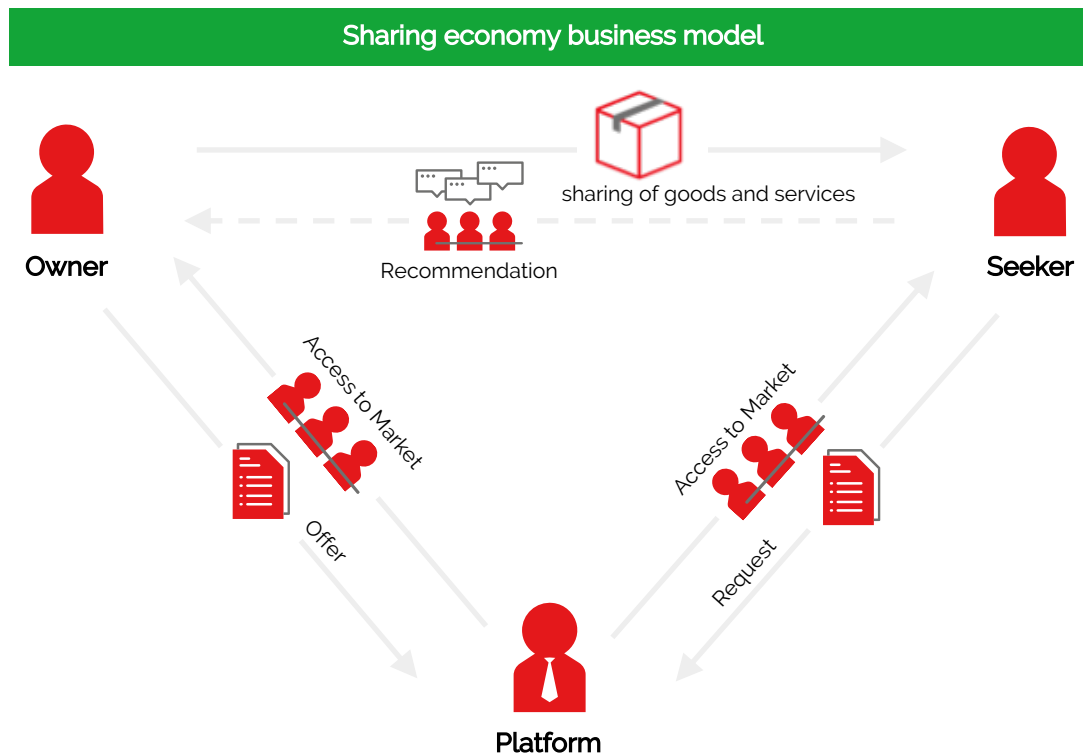 Sharing economy business model
sharing of goods and services
Recommendation
Owner
Seeker
Access to Market
Access to Market
Offer
Request
Platform